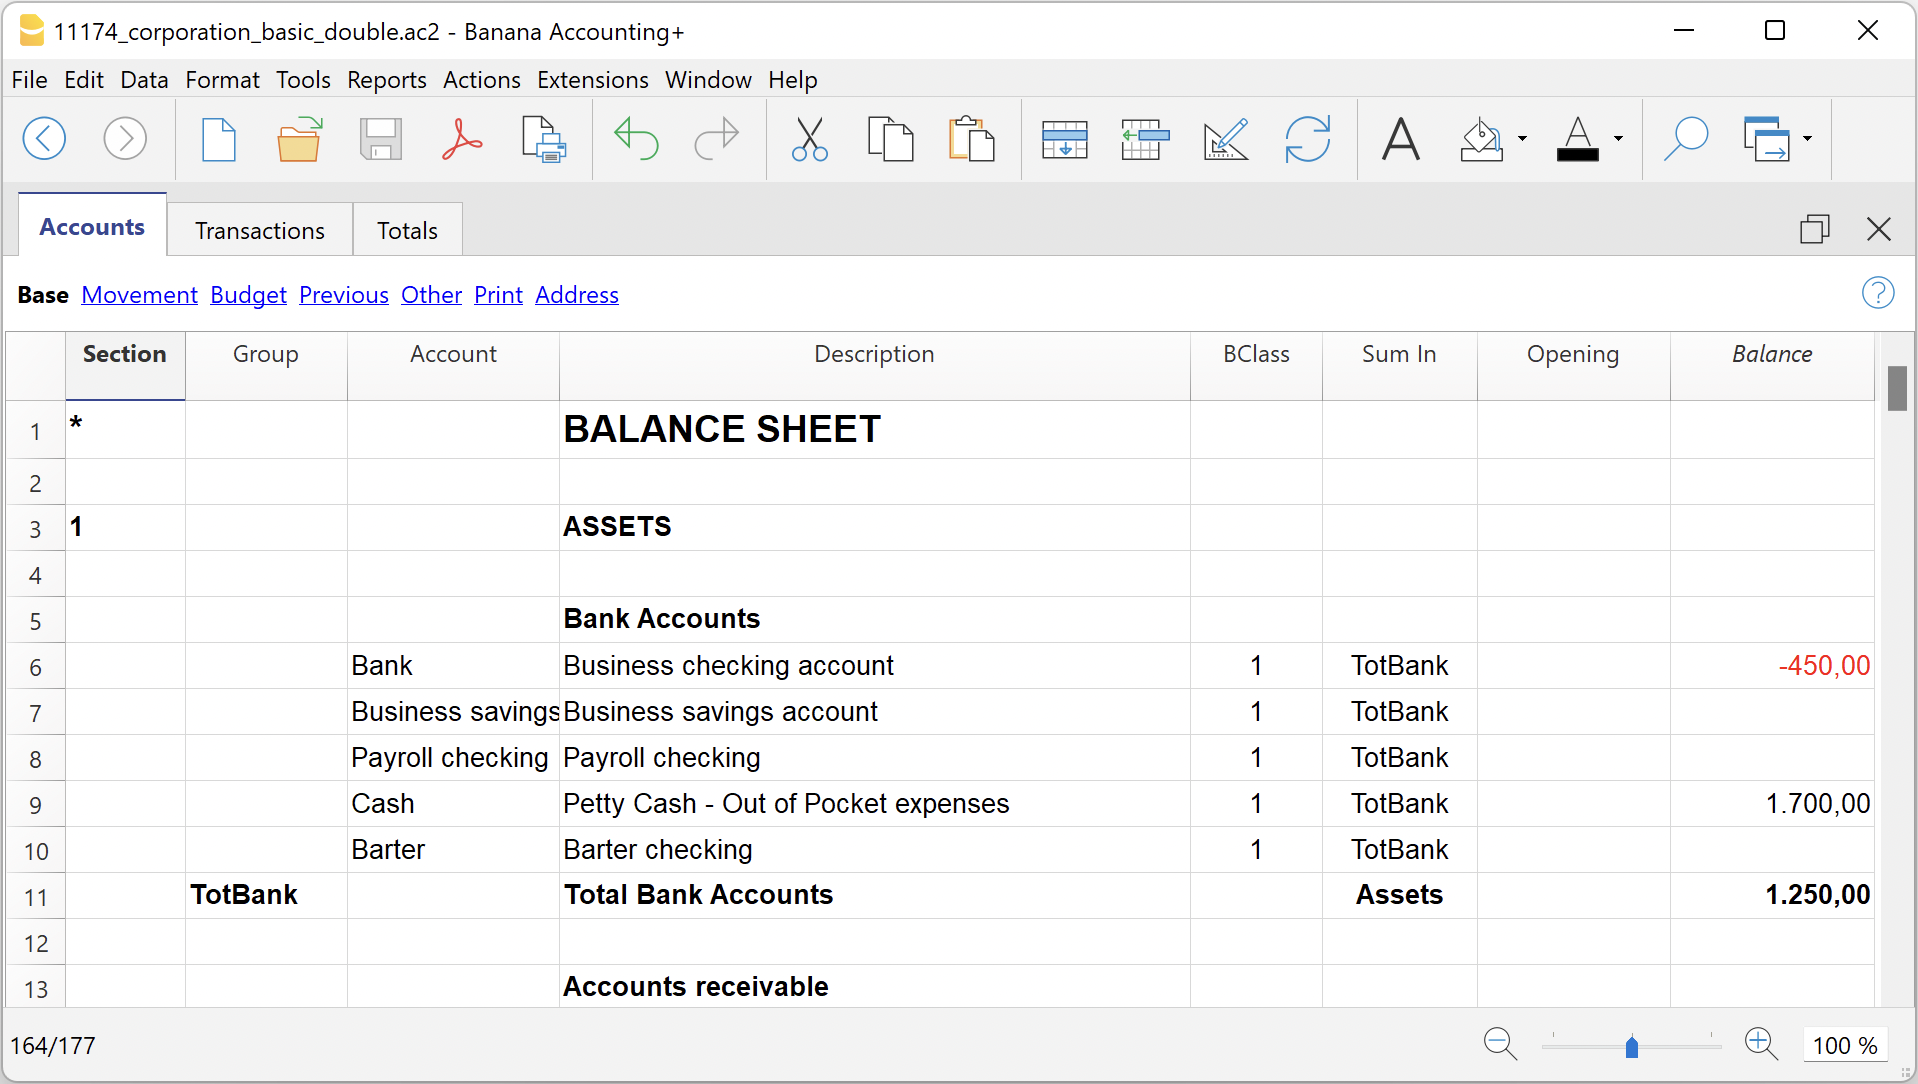 11174_corporation_basic_double.ac2 - Banana Accounting+
File Edit Data Format Tools Reports Actions Extensions Window Help
Accounts Transactions Totals
Base Movement Budget Previous Other Print Address
Section Group Account Description BClass Sum In Opening Balance
1 * BALANCE SHEET
2
3 1 ASSETS
4
5 Bank Accounts
6 Bank Business checking account 1 TotBank -450,00
7 Business savings Business savings account 1 TotBank
8 Payroll checking Payroll checking 1 TotBank
9 Cash Petty Cash - Out of Pocket expenses 1 TotBank 1.700,00
10 Barter Barter checking 1 TotBank
11 TotBank Total Bank Accounts Assets 1.250,00
12
13 Accounts receivable
164/177 100 %